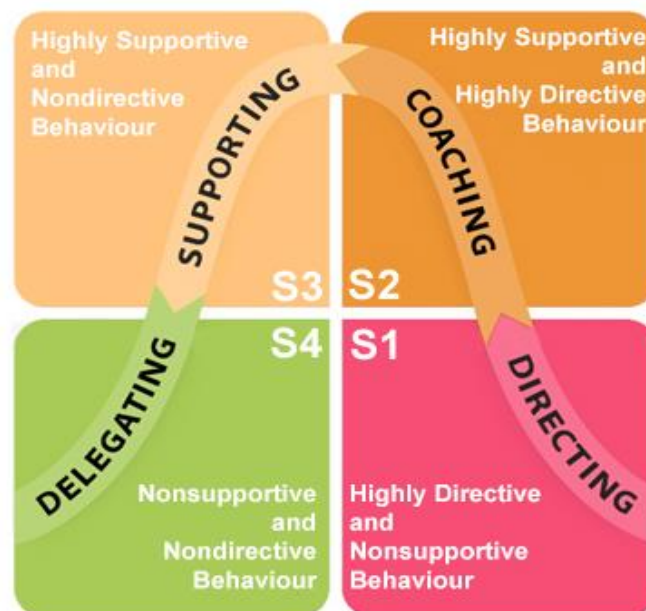 Highly Supportive
and
Nondirective
Behaviour
SUPPORTING
S3
Highly Supportive
and
Highly Directive
Behaviour
COACHING
S2
S4
DELEGATING
Nonsupportive
and
Nondirective
Behaviour
S1
DIRECTING
Highly Directive
and
Nonsupportive
Behaviour